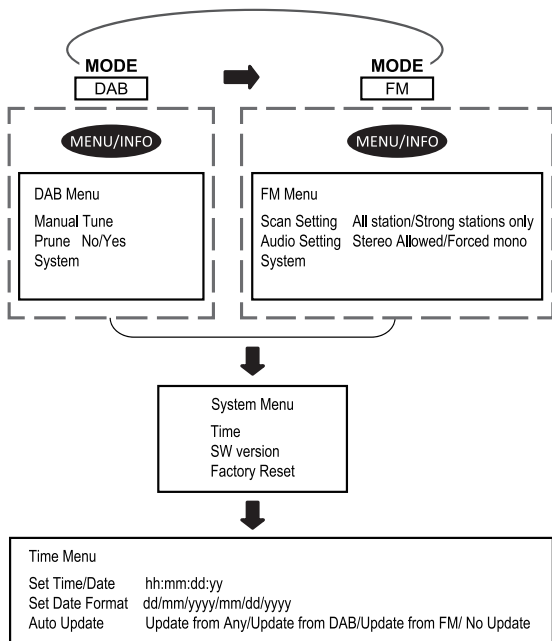 MODE
DAB
MENU/INFO
DAB Menu
Manual Tune
Prune No/Yes
System
MODE
FM
MENU/INFO
FM Menu
Scan Setting All station/Strong stations only
Audio Setting Stereo Allowed/Forced mono
System
System Menu
Time
SW version
Factory Reset
Time Menu
Set Time/Date hh:mm:dd:yy
Set Date Format dd/mm/yyyy/mm/dd/yyyy
Auto Update Update from Any/Update from DAB/Update from FM/ No Update